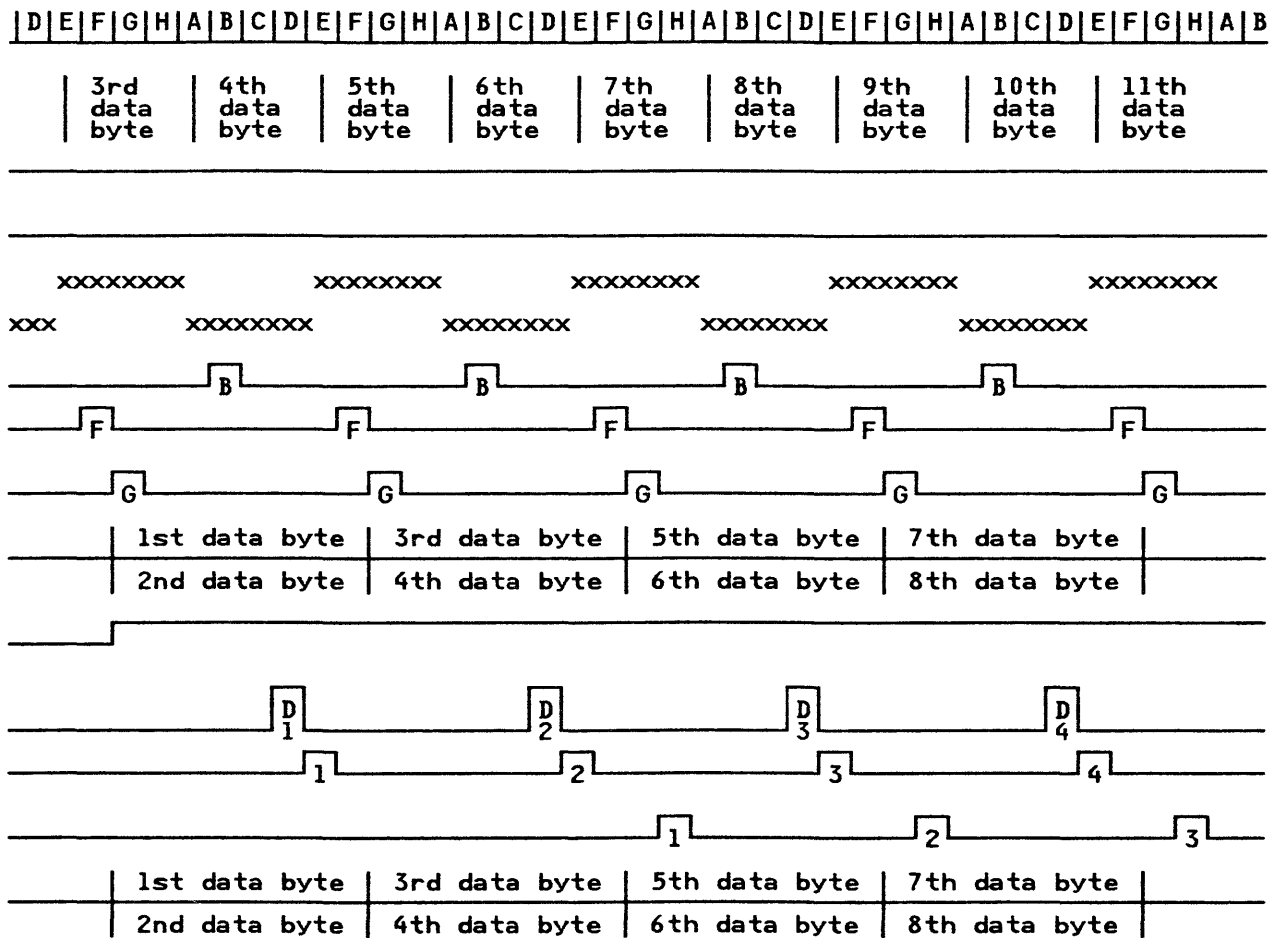 |D|E|F|G|H|A|B|C|D|E|F|G|H|A|B|C|D|E|F|G|H|A|B|C|D|E|F|G|H|A|B|C|D|E|F|G|H|A|B
3rd 4th 5th 6th 7th 8th 9th 10th 11th
data data data data data data data data data
byte byte byte byte byte byte byte byte byte
xxxxxxxx xxxxxxxx xxxxxxxx xxxxxxxx xxxxxxxx
xxx xxxxxxxx xxxxxxxx xxxxxxxx xxxxxxxx
B B B B
F F F F F
G G G G G
1st data byte 3rd data byte 5th data byte 7th data byte
2nd data byte 4th data byte 6th data byte 8th data byte
D D D D
1 2 3 4
1 2 3 4
1 2 3
1st data byte 3rd data byte 5th data byte 7th data byte
2nd data byte 4th data byte 6th data byte 8th data byte